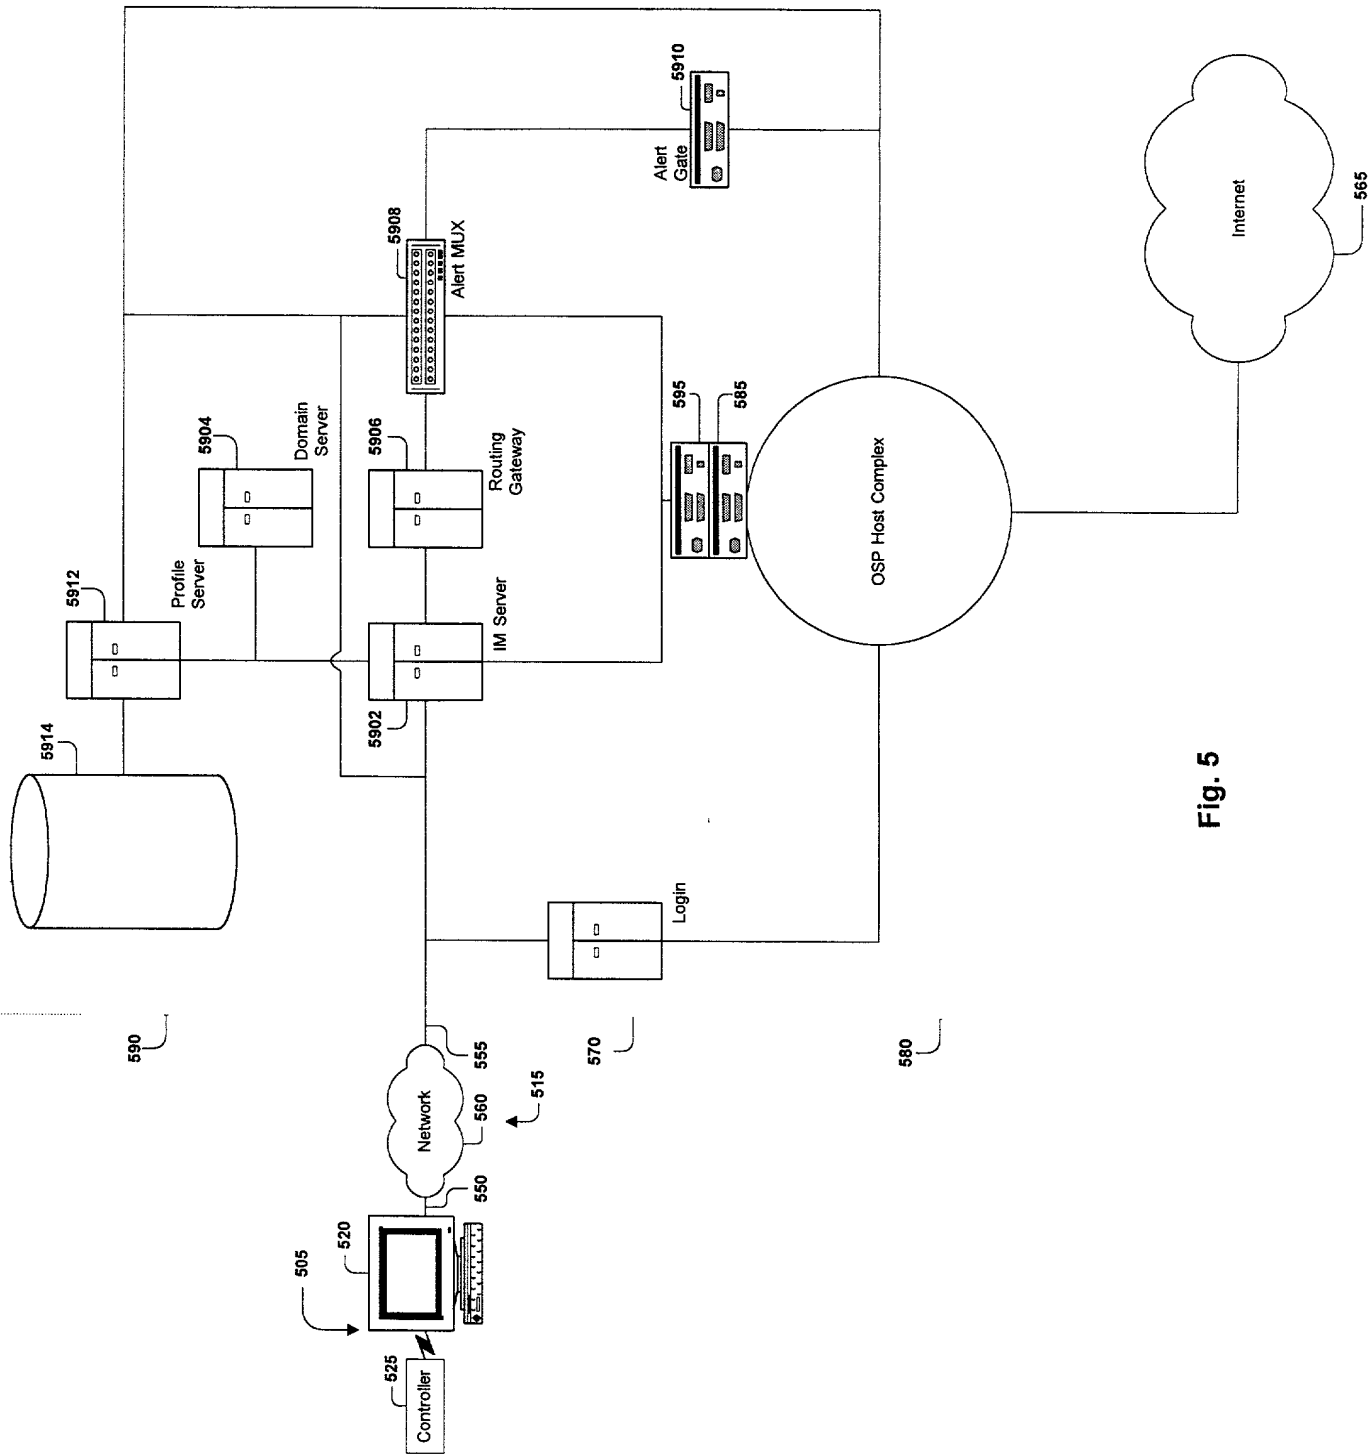 5910
Alert
Gate
5908
Alert MUX
565
Internet
595
585
5904
Domain
Server
5906
Routing
Gateway
5912
Profile
Server
IM Server
5902
OSP Host Complex
5914
Fig. 5
Login
590
555
570
580
Network
560
515
550
520
505
525
Controller